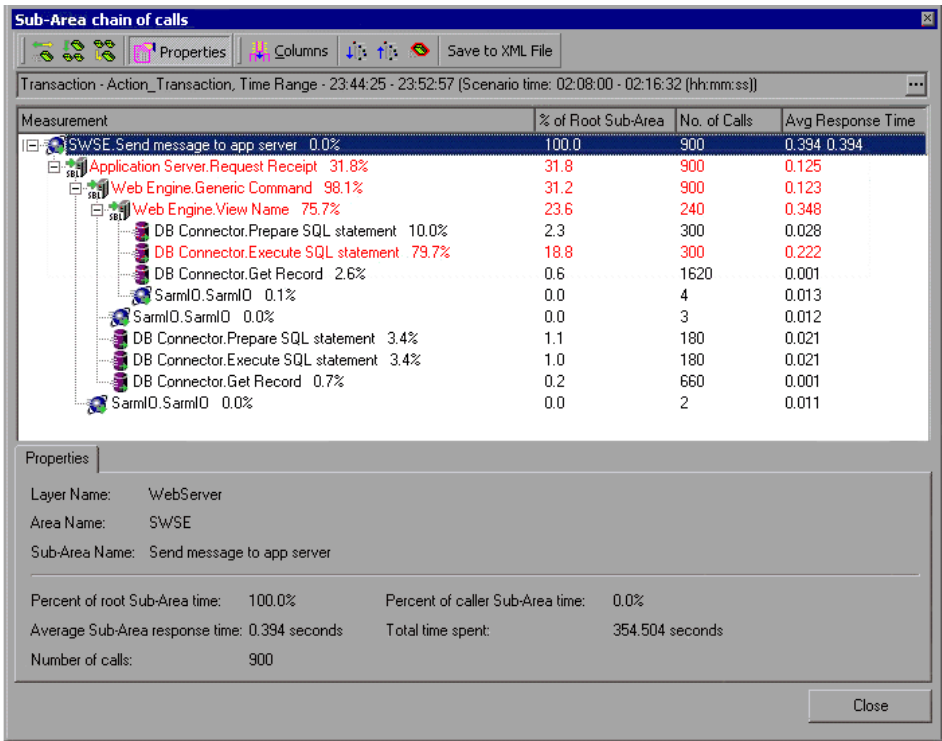 Sub-Area chain of calls
Properties Columns Save to XML File
Transaction - Action_Transaction, Time Range - 23:44:25 - 23:52:57 (Scenario time: 02:08:00 - 02:16:32 (hh:mm:ss)) ...
Measurement % of Root Sub-Area No. of Calls Avg Response Time
SWSE.Send message to app server 0.0% 100.0 900 0.394 0.394
SBL Application Server.Request Receipt 31.8% 31.8 900 0.125
SBL Web Engine.Generic Command 98.1% 31.2 900 0.123
SBL Web Engine.View Name 75.7% 23.6 240 0.348
DB Connector.Prepare SQL statement 10.0% 2.3 300 0.028
DB Connector.Execute SQL statement 79.7% 18.8 300 0.222
DB Connector.Get Record 2.6% 0.6 1620 0.001
SarmIO.SarmIO 0.1% 0.0 4 0.013
SarmIO.SarmIO 0.0% 0.0 3 0.012
DB Connector.Prepare SQL statement 3.4% 1.1 180 0.021
DB Connector.Execute SQL statement 3.4% 1.0 180 0.021
DB Connector.Get Record 0.7% 0.2 660 0.001
SarmIO.SarmIO 0.0% 0.0 2 0.011
Properties
Layer Name: WebServer
Area Name: SWSE
Sub-Area Name: Send message to app server
Percent of root Sub-Area time: 100.0% Percent of caller Sub-Area time: 0.0%
Average Sub-Area response time: 0.394 seconds Total time spent: 354.504 seconds
Number of calls: 900
Close